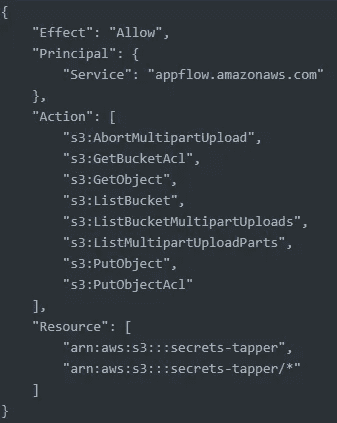 {
    "Effect": "Allow",
    "Principal": {
        "Service": "appflow.amazonaws.com"
    },
    "Action": [
        "s3:AbortMultipartUpload",
        "s3:GetBucketAcl",
        "s3:GetObject",
        "s3:ListBucket",
        "s3:ListBucketMultipartUploads",
        "s3:ListMultipartUploadParts",
        "s3:PutObject",
        "s3:PutObjectAcl"
    ],
    "Resource": [
        "arn:aws:s3:::secrets-tapper",
        "arn:aws:s3:::secrets-tapper/*"
    ]
}